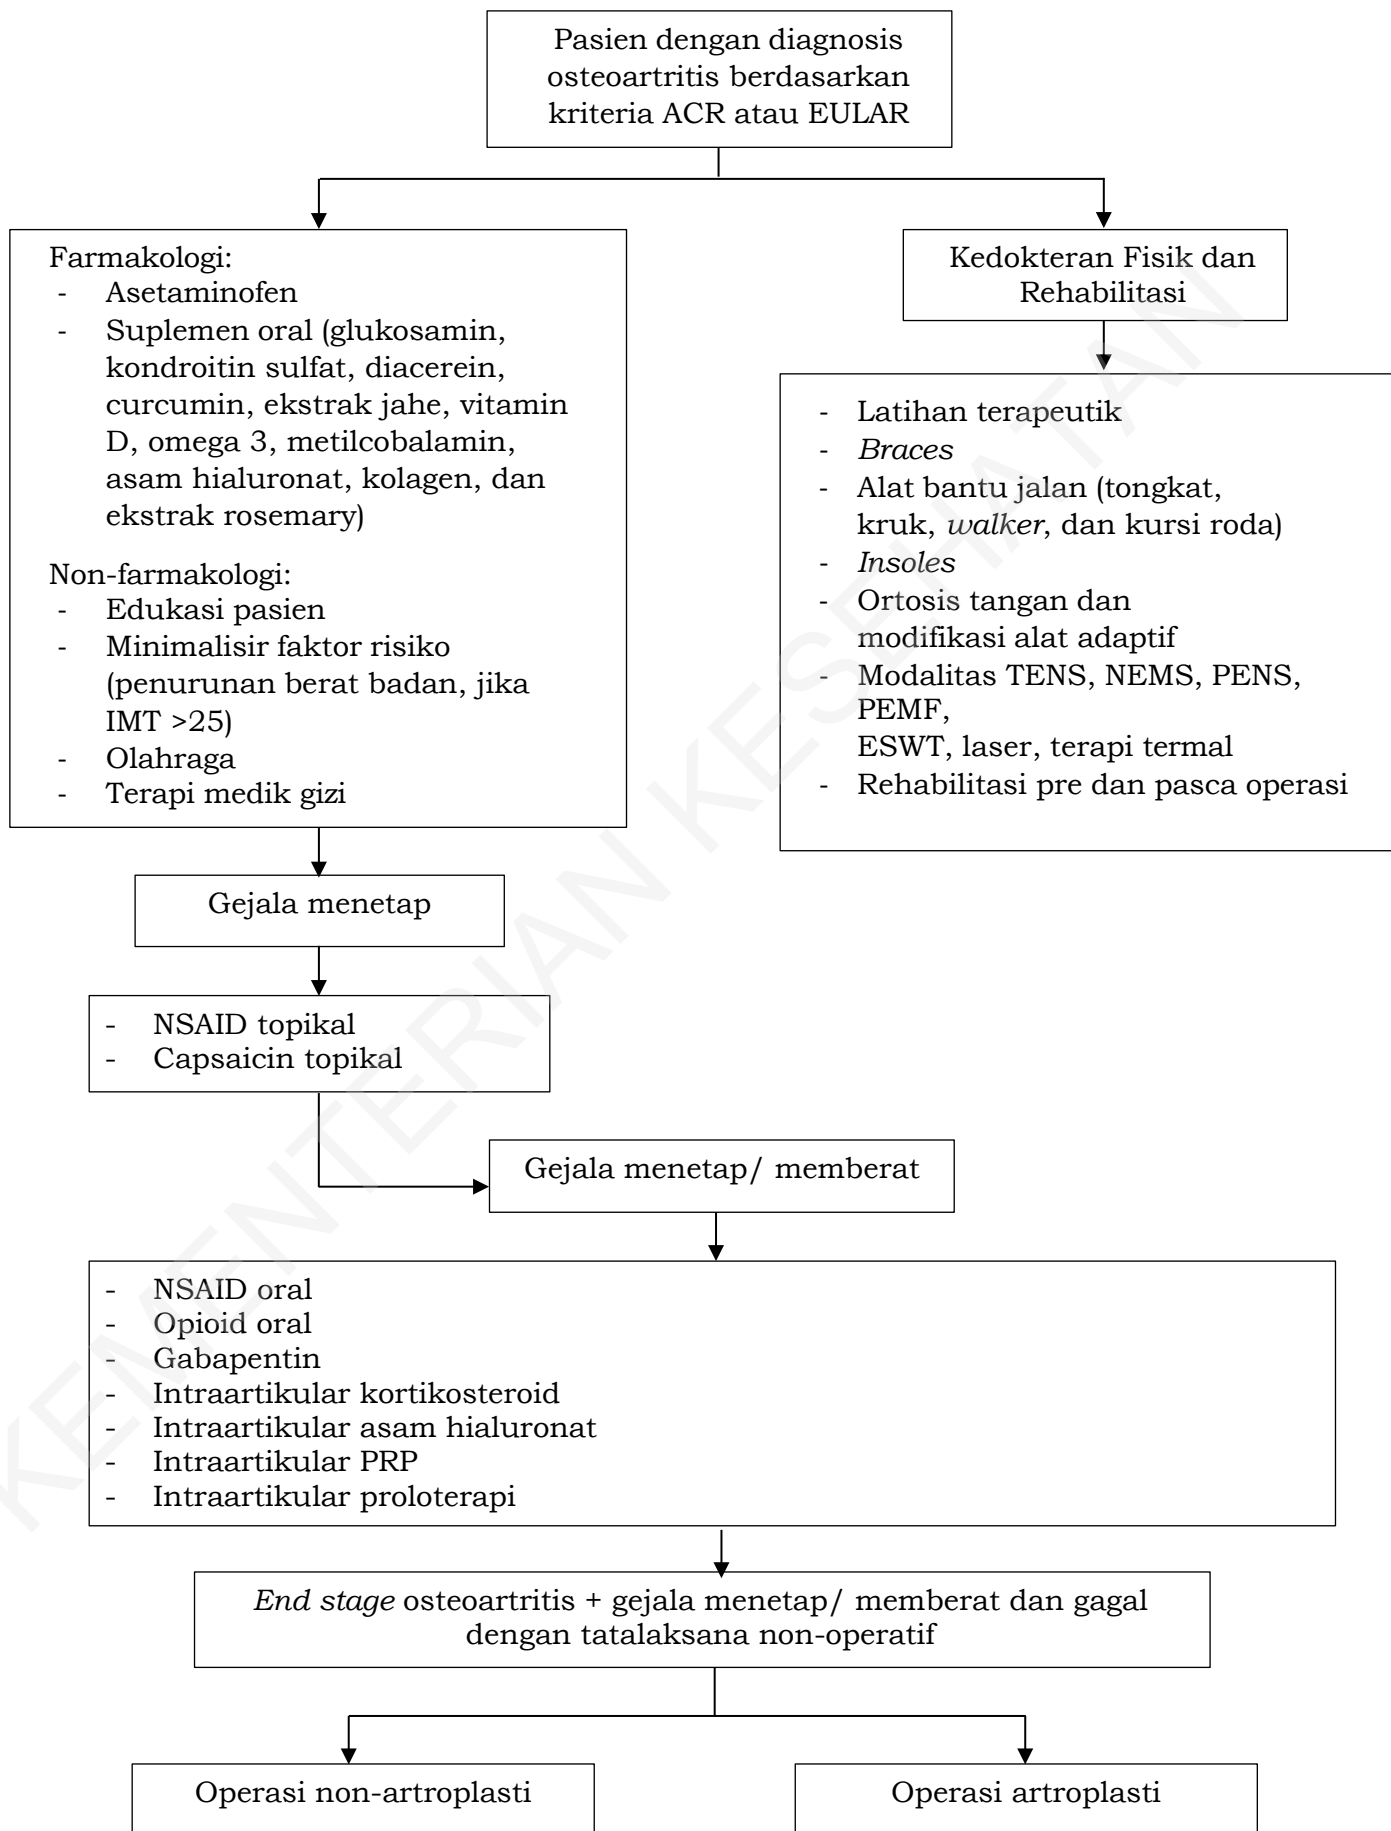 Pasien dengan diagnosis
osteoartritis berdasarkan
kriteria ACR atau EULAR
Farmakologi:
- Asetaminofen
- Suplemen oral (glukosamin,
kondroitin sulfat, diacerein,
curcumin, ekstrak jahe, vitamin
D, omega 3, metilcobalamin,
asam hialuronat, kolagen, dan
ekstrak rosemary)
Non-farmakologi:
- Edukasi pasien
- Minimalisir faktor risiko
(penurunan berat badan, jika
IMT >25)
- Olahraga
- Terapi medik gizi
Kedokteran Fisik dan
Rehabilitasi
- Latihan terapeutik
- Braces
- Alat bantu jalan (tongkat,
kruk, walker, dan kursi roda)
- Insoles
- Ortosis tangan dan
modifikasi alat adaptif
- Modalitas TENS, NEMS, PENS,
PEMF,
ESWT, laser, terapi termal
- Rehabilitasi pre dan pasca operasi
Gejala menetap
- NSAID topikal
- Capsaicin topikal
Gejala menetap/ memberat
- NSAID oral
- Opioid oral
- Gabapentin
- Intraartikular kortikosteroid
- Intraartikular asam hialuronat
- Intraartikular PRP
- Intraartikular proloterapi
End stage osteoartritis + gejala menetap/ memberat dan gagal
dengan tatalaksana non-operatif
Operasi non-artroplasti
Operasi artroplasti
KEMENTERIAN KESEHATAN